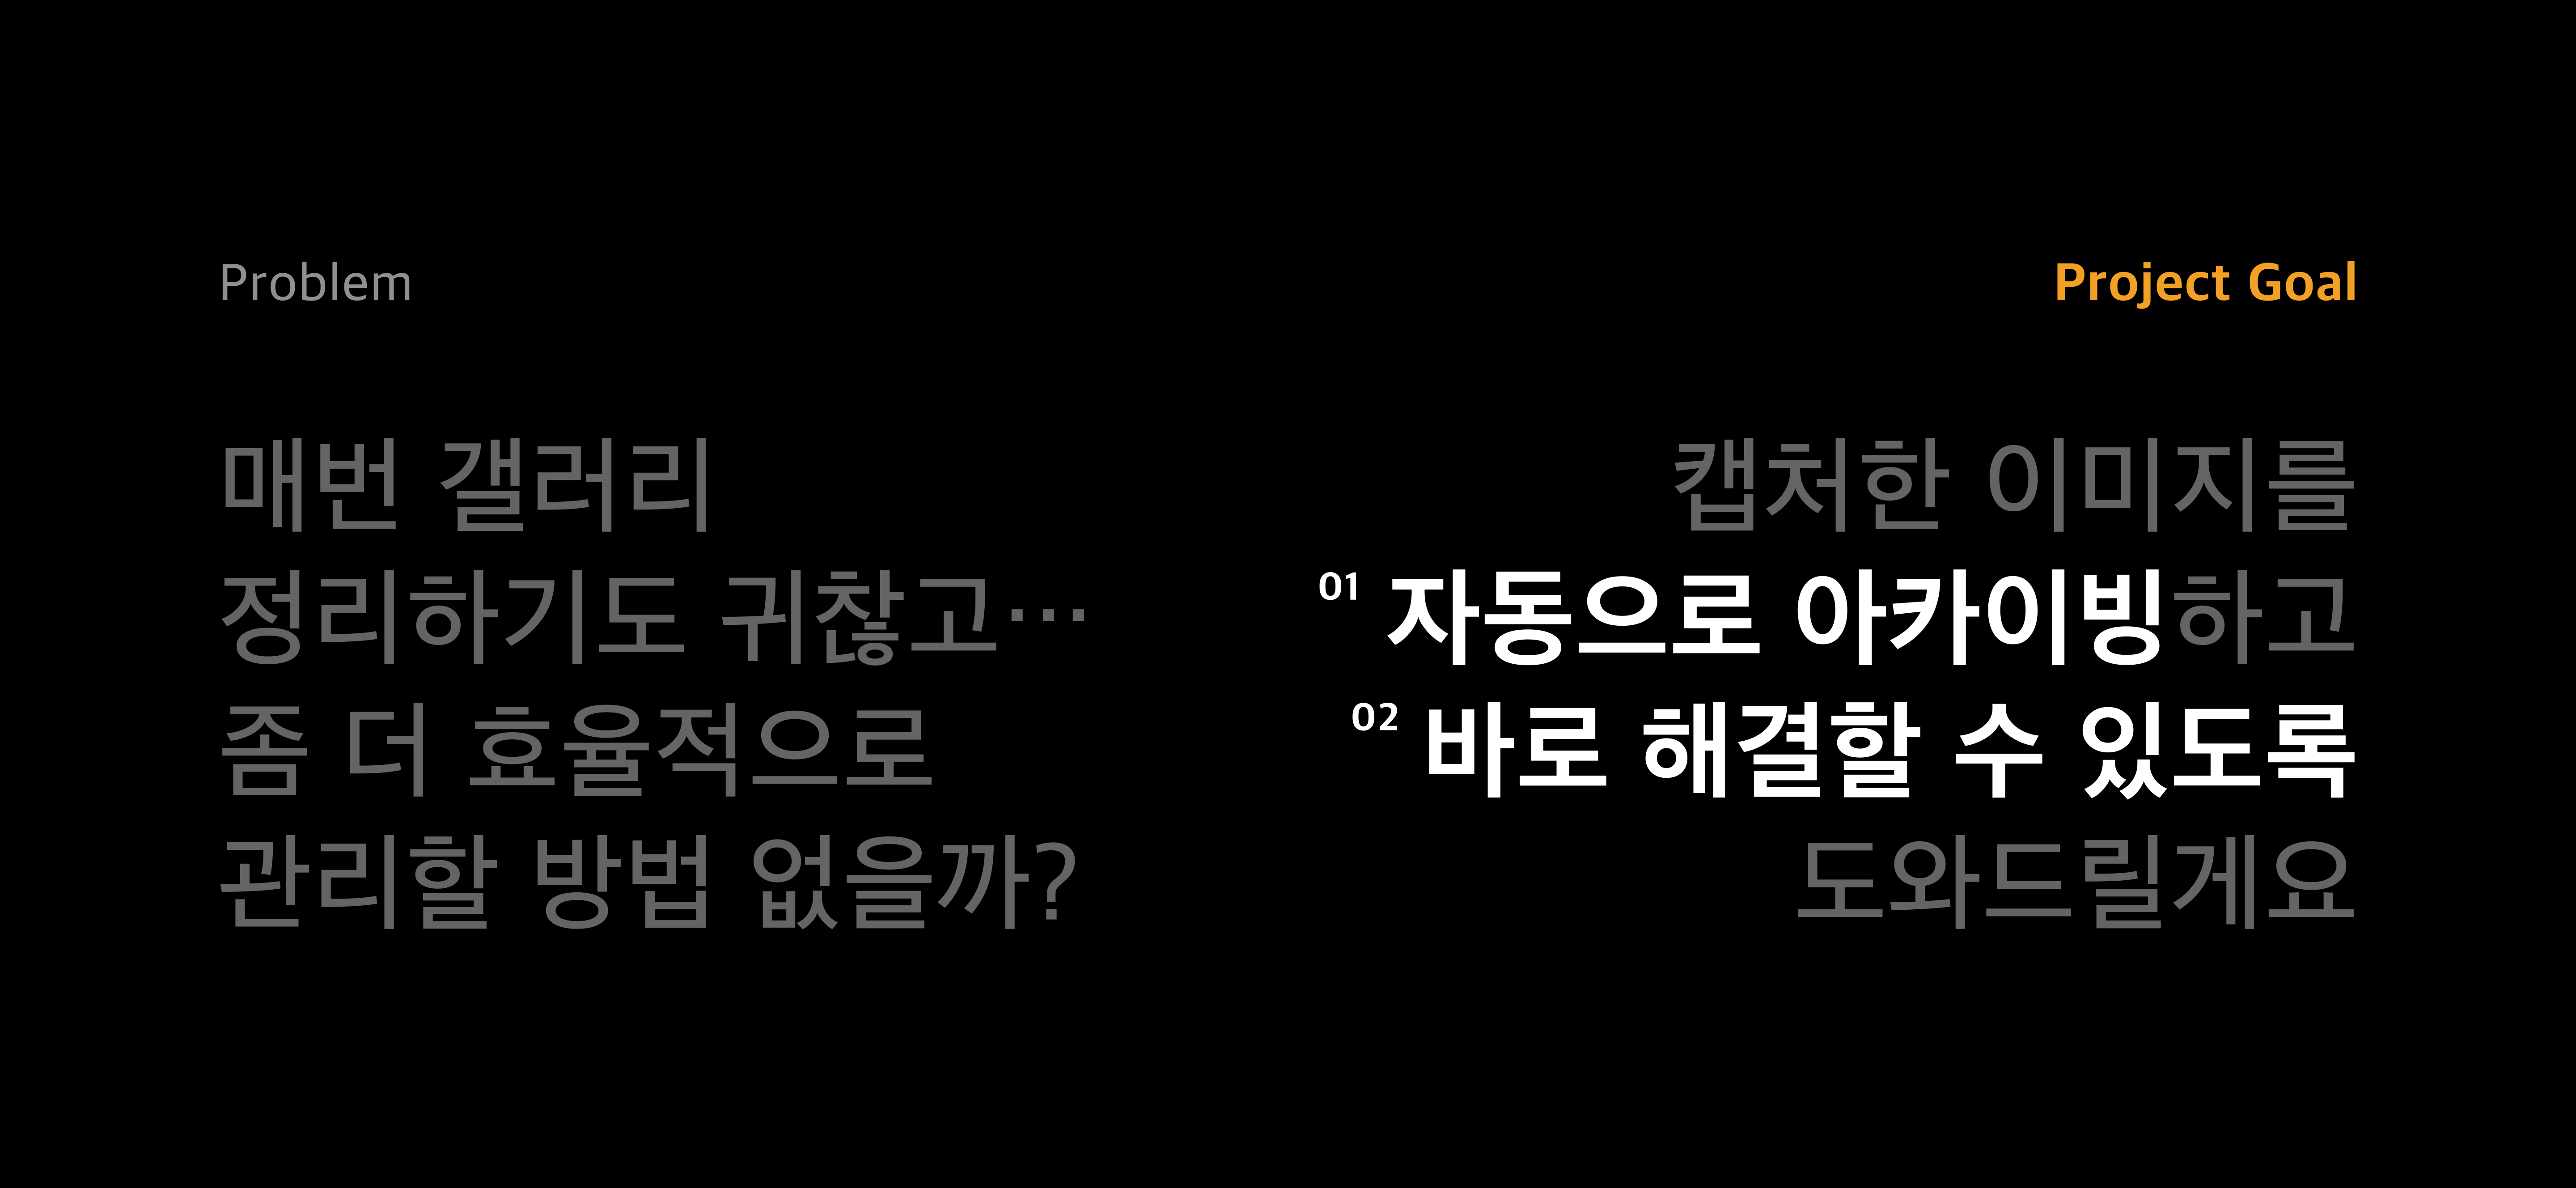 Problem
매번 갤러리
정리하기도 귀찮고…
좀 더 효율적으로
관리할 방법 없을까?
Project Goal
캡처한 이미지를
01 자동으로 아카이빙하고
02 바로 해결할 수 있도록
도와드릴게요